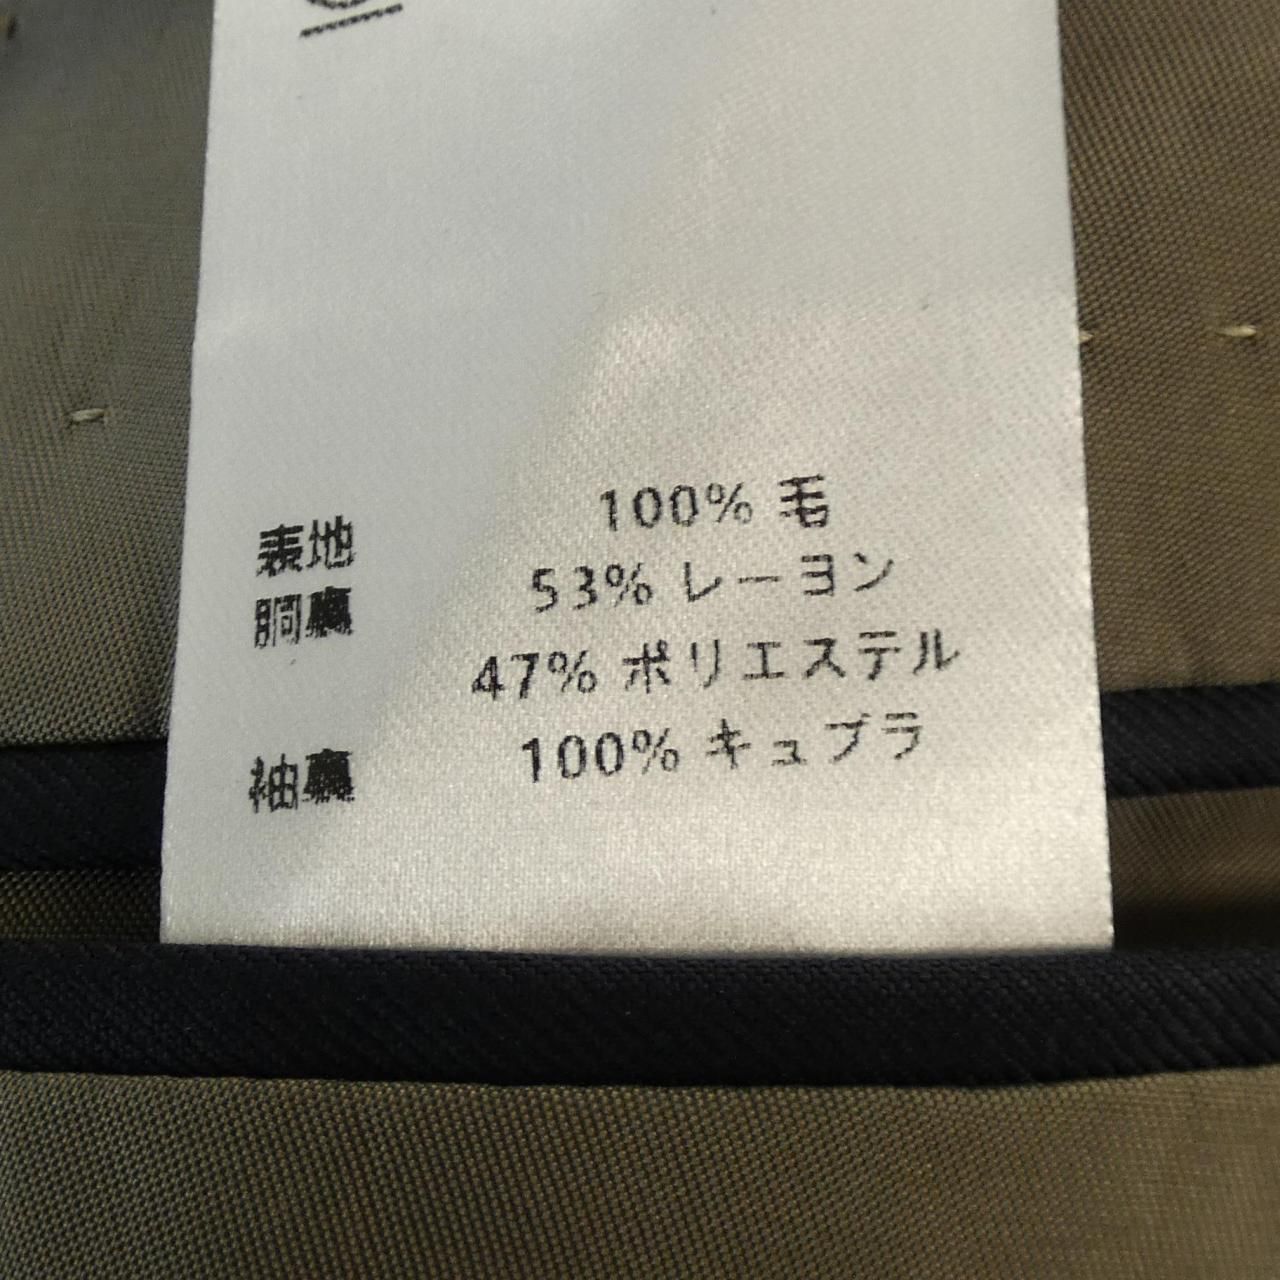 表地 100% 毛
胴裏 53% レーヨン
47% ポリエステル
袖裏 100% キュプラ